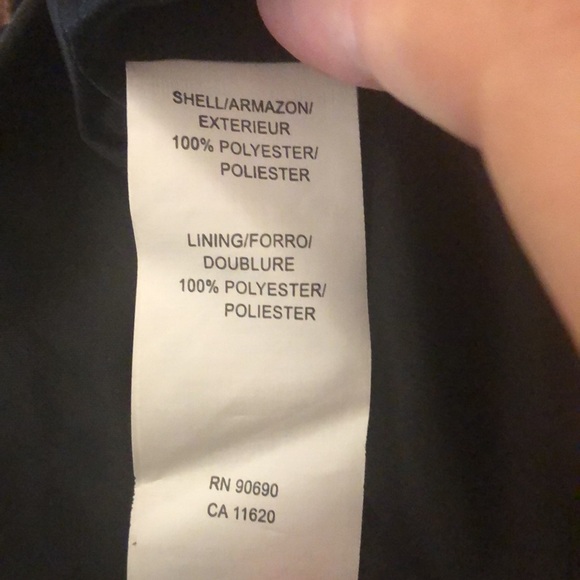 SHELL/ARMAZON/
EXTERIEUR
100% POLYESTER/
POLIESTER
LINING/FORRO/
DOUBLURE
100% POLYESTER/
POLIESTER
RN 90690
CA 11620